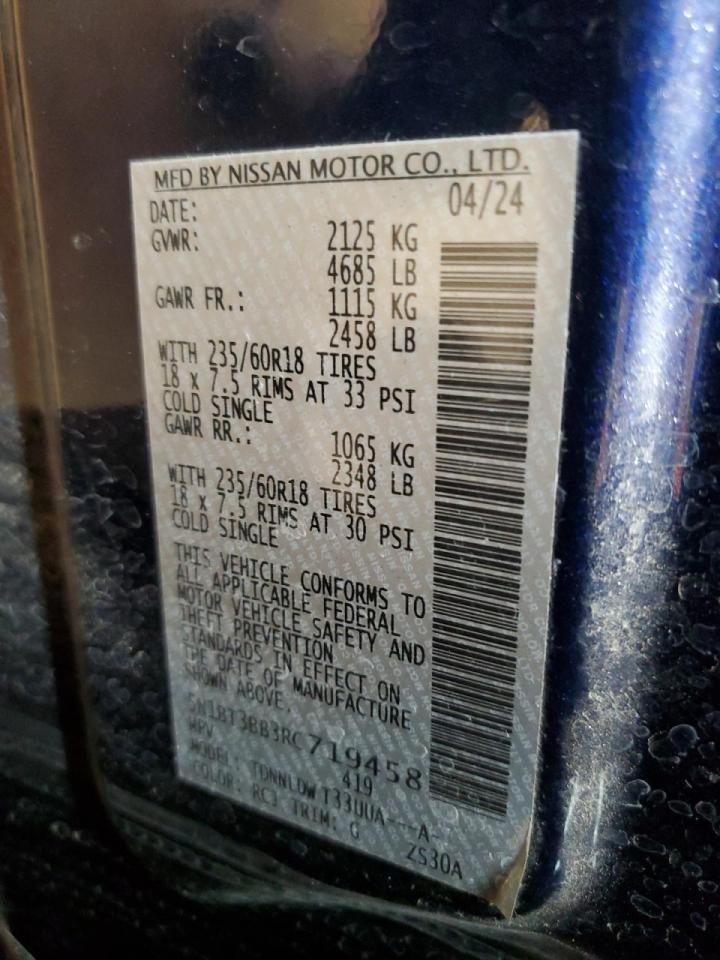 MFD BY NISSAN MOTOR CO., LTD.
DATE: 04/24
GVWR: 2125 KG
4685 LB
GAWR FR.: 1115 KG
2458 LB
WITH 235/60R18 TIRES
18 x 7.5 RIMS AT 33 PSI
COLD SINGLE
GAWR RR.: 1065 KG
2348 LB
WITH 235/60R18 TIRES
18 x 7.5 RIMS AT 30 PSI
COLD SINGLE
THIS VEHICLE CONFORMS TO
ALL APPLICABLE FEDERAL
MOTOR VEHICLE SAFETY AND
THEFT PREVENTION
STANDARDS IN EFFECT ON
THE DATE OF MANUFACTURE
SHOWN ABOVE.
5N1BT3BB3RC719458
MPV 419
MODEL: TDNNLDW T33UUA---A-
COLOR: RCJ TRIM: G ZS30A